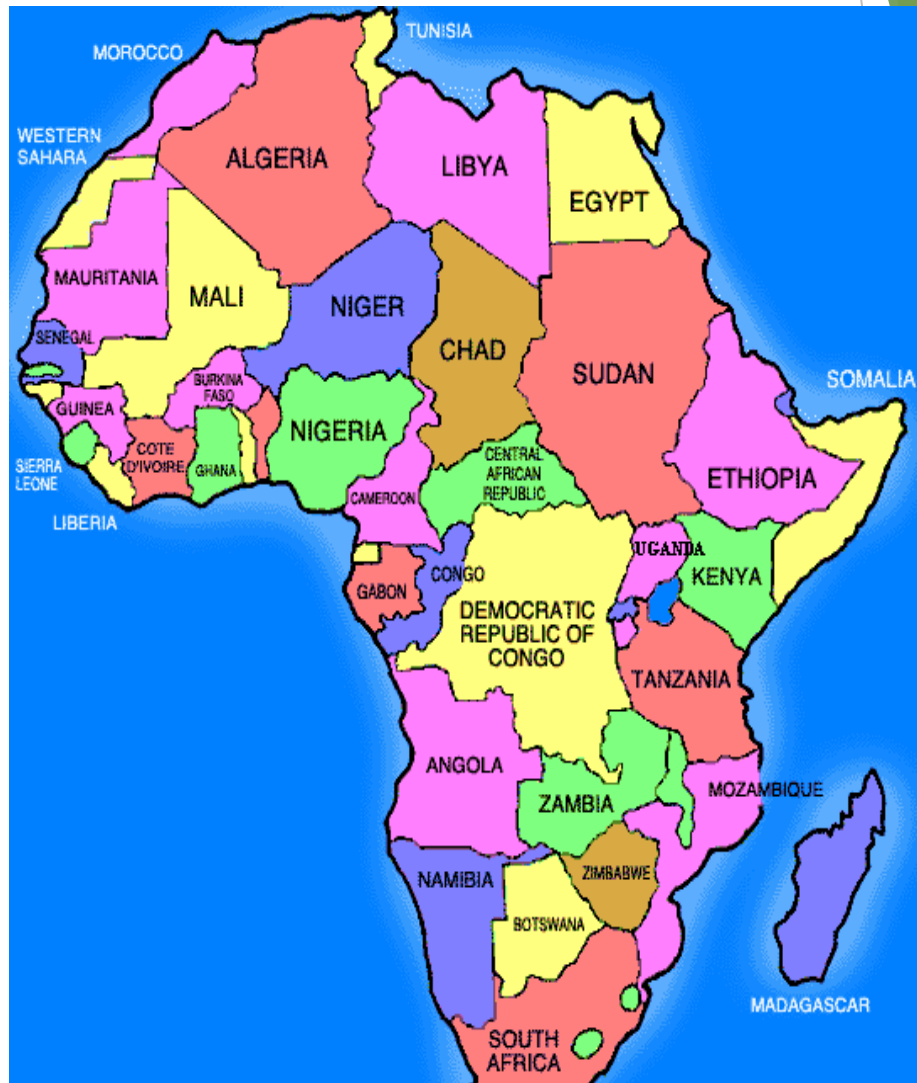 TUNISIA
MOROCCO
WESTERN
SAHARA
ALGERIA
LIBYA
EGYPT
MAURITANIA
MALI
NIGER
CHAD
SUDAN
SENEGAL
BURKINA
FASO
SOMALIA
GUINEA
NIGERIA
COTE
D'IVOIRE
GHANA
SIERRA
LEONE
LIBERIA
CENTRAL
AFRICAN
REPUBLIC
ETHIOPIA
CAMEROON
UGANDA
KENYA
GABON
CONGO
DEMOCRATIC
REPUBLIC OF
CONGO
TANZANIA
ANGOLA
ZAMBIA
MOZAMBIQUE
NAMIBIA
ZIMBABWE
BOTSWANA
MADAGASCAR
SOUTH
AFRICA